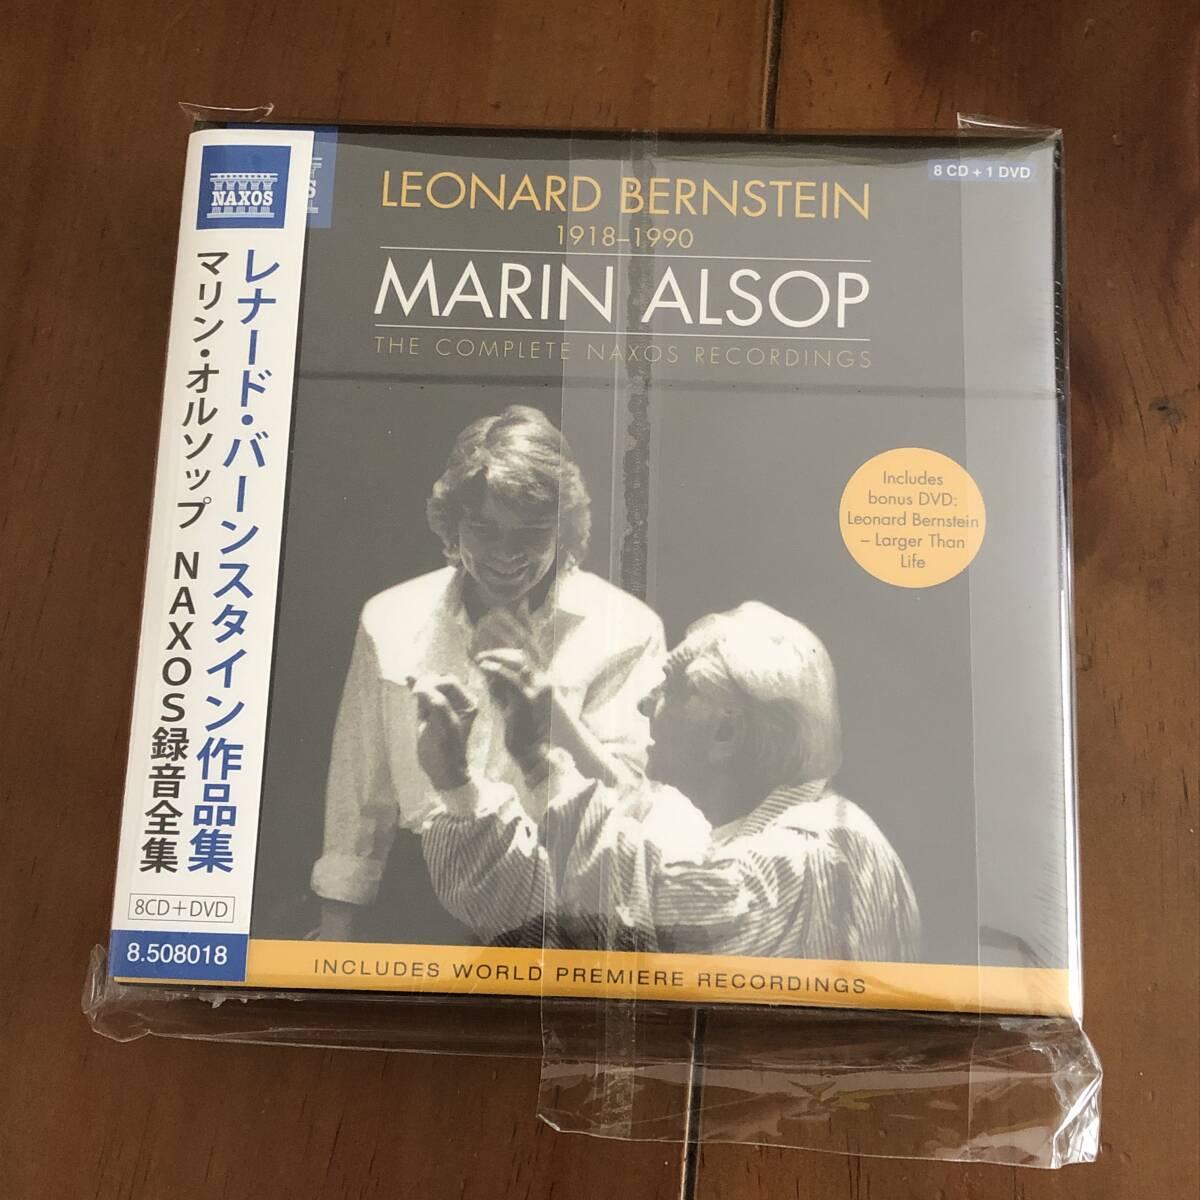 NAXOS
レナード・バーンスタイン作品集
マリン・オルソップ NAXOS録音全集
8CD+DVD
8.508018
8 CD + 1 DVD
LEONARD BERNSTEIN
1918–1990
MARIN ALSOP
THE COMPLETE NAXOS RECORDINGS
Includes
bonus DVD:
Leonard Bernstein
– Larger Than
Life
INCLUDES WORLD PREMIERE RECORDINGS